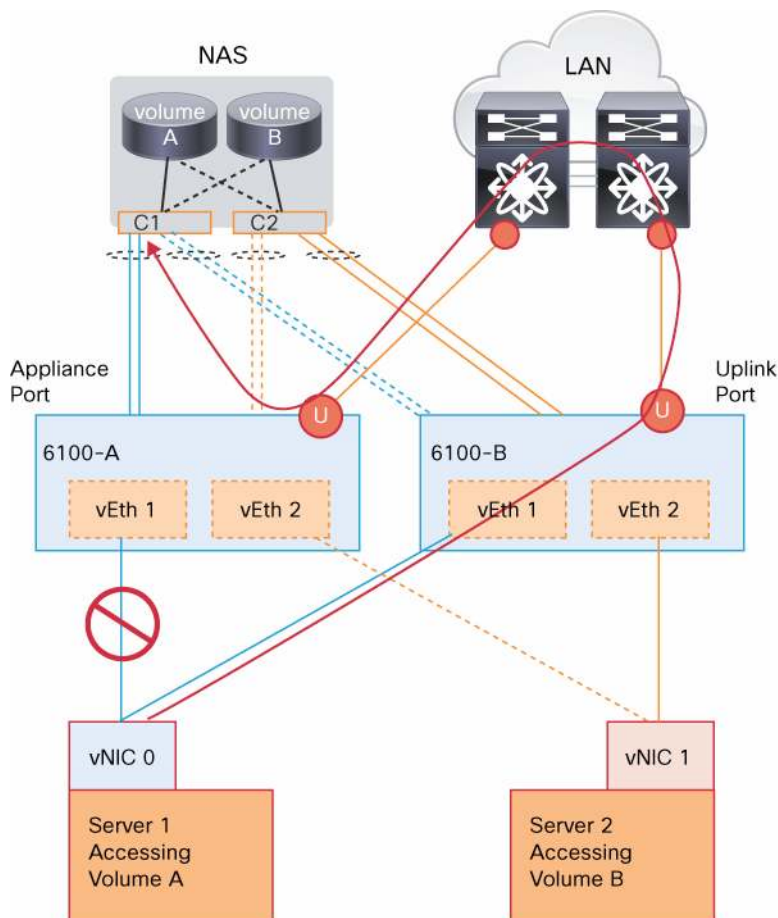 NAS
LAN
volume
A
volume
B
C1
C2
Appliance
Port
Uplink
Port
U
U
6100-A
6100-B
vEth 1
vEth 2
vEth 1
vEth 2
vNIC 0
vNIC 1
Server 1
Accessing
Volume A
Server 2
Accessing
Volume B